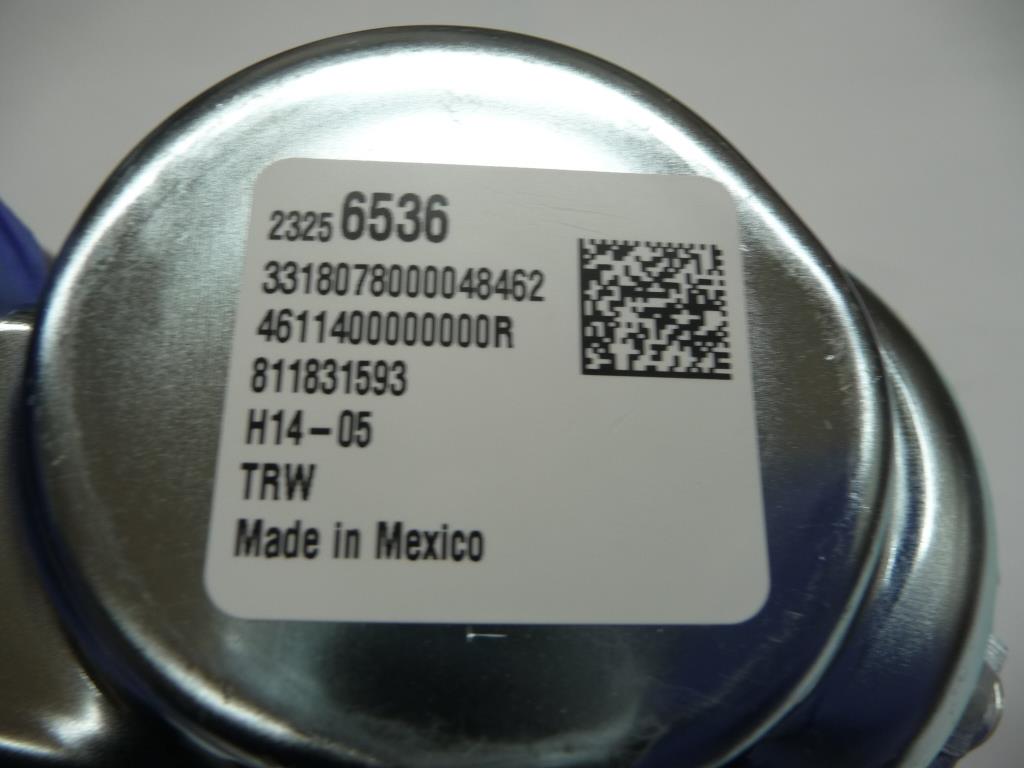 2325 6536
3318078000048462
4611400000000R
811831593
H14-05
TRW
Made in Mexico